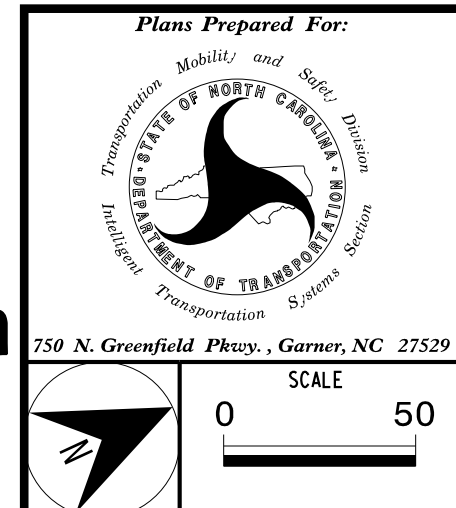 Plans Prepared For:
Transportation Mobility and Safety Division
STATE OF NORTH CAROLINA
DEPARTMENT OF TRANSPORTATION
Intelligent Transportation Systems Section
750 N. Greenfield Pkwy. , Garner, NC 27529
N
SCALE
0 50